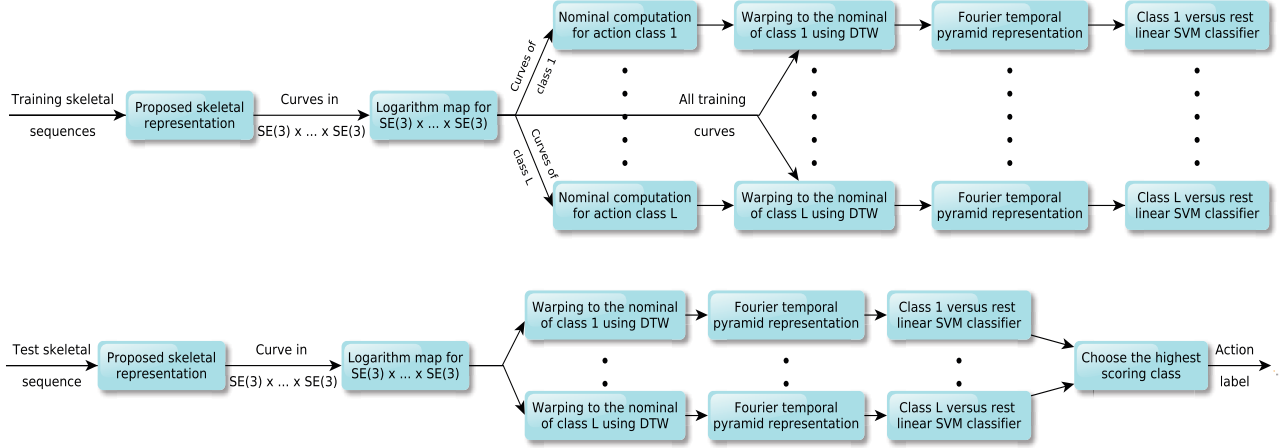 Training skeletal
sequences
Proposed skeletal
representation
Curves in
SE(3) x ... x SE(3)
Logarithm map for
SE(3) x ... x SE(3)
Curves of
class 1
Curves of
class L
Nominal computation
for action class 1
Warping to the nominal
of class 1 using DTW
Fourier temporal
pyramid representation
Class 1 versus rest
linear SVM classifier
All training
curves
Nominal computation
for action class L
Warping to the nominal
of class L using DTW
Fourier temporal
pyramid representation
Class L versus rest
linear SVM classifier
Test skeletal
sequence
Proposed skeletal
representation
Curve in
SE(3) x ... x SE(3)
Logarithm map for
SE(3) x ... x SE(3)
Warping to the nominal
of class 1 using DTW
Fourier temporal
pyramid representation
Class 1 versus rest
linear SVM classifier
Warping to the nominal
of class L using DTW
Fourier temporal
pyramid representation
Class L versus rest
linear SVM classifier
Choose the highest
scoring class
Action
label